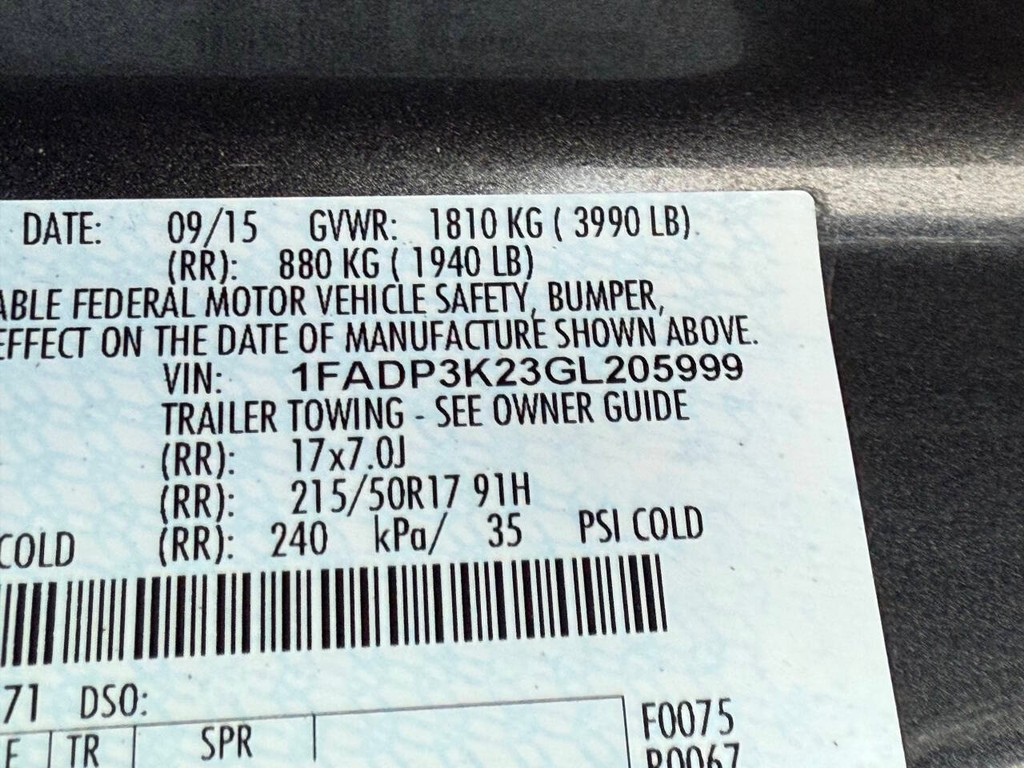 DATE: 09/15 GVWR: 1810 KG ( 3990 LB)
(RR): 880 KG ( 1940 LB)
ABLE FEDERAL MOTOR VEHICLE SAFETY, BUMPER,
EFFECT ON THE DATE OF MANUFACTURE SHOWN ABOVE.
VIN: 1FADP3K23GL205999
TRAILER TOWING - SEE OWNER GUIDE
(RR): 17x7.0J
(RR): 215/50R17 91H
COLD (RR): 240 kPa/ 35 PSI COLD
71 DSO:
F0075
TR SPR
R0067